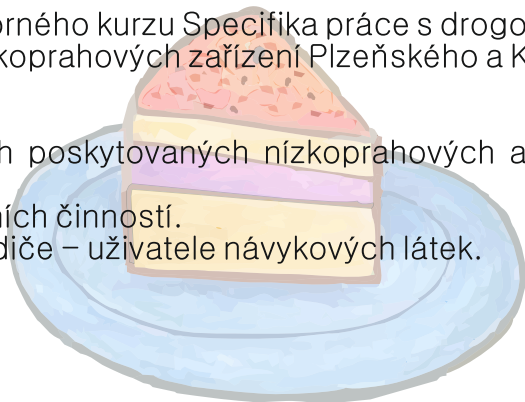 orného kurzu Specifika práce s drogo
koprahových zařízení Plzeňského a K
h poskytovaných nízkoprahových a
ních činností.
diče – uživatele návykových látek.